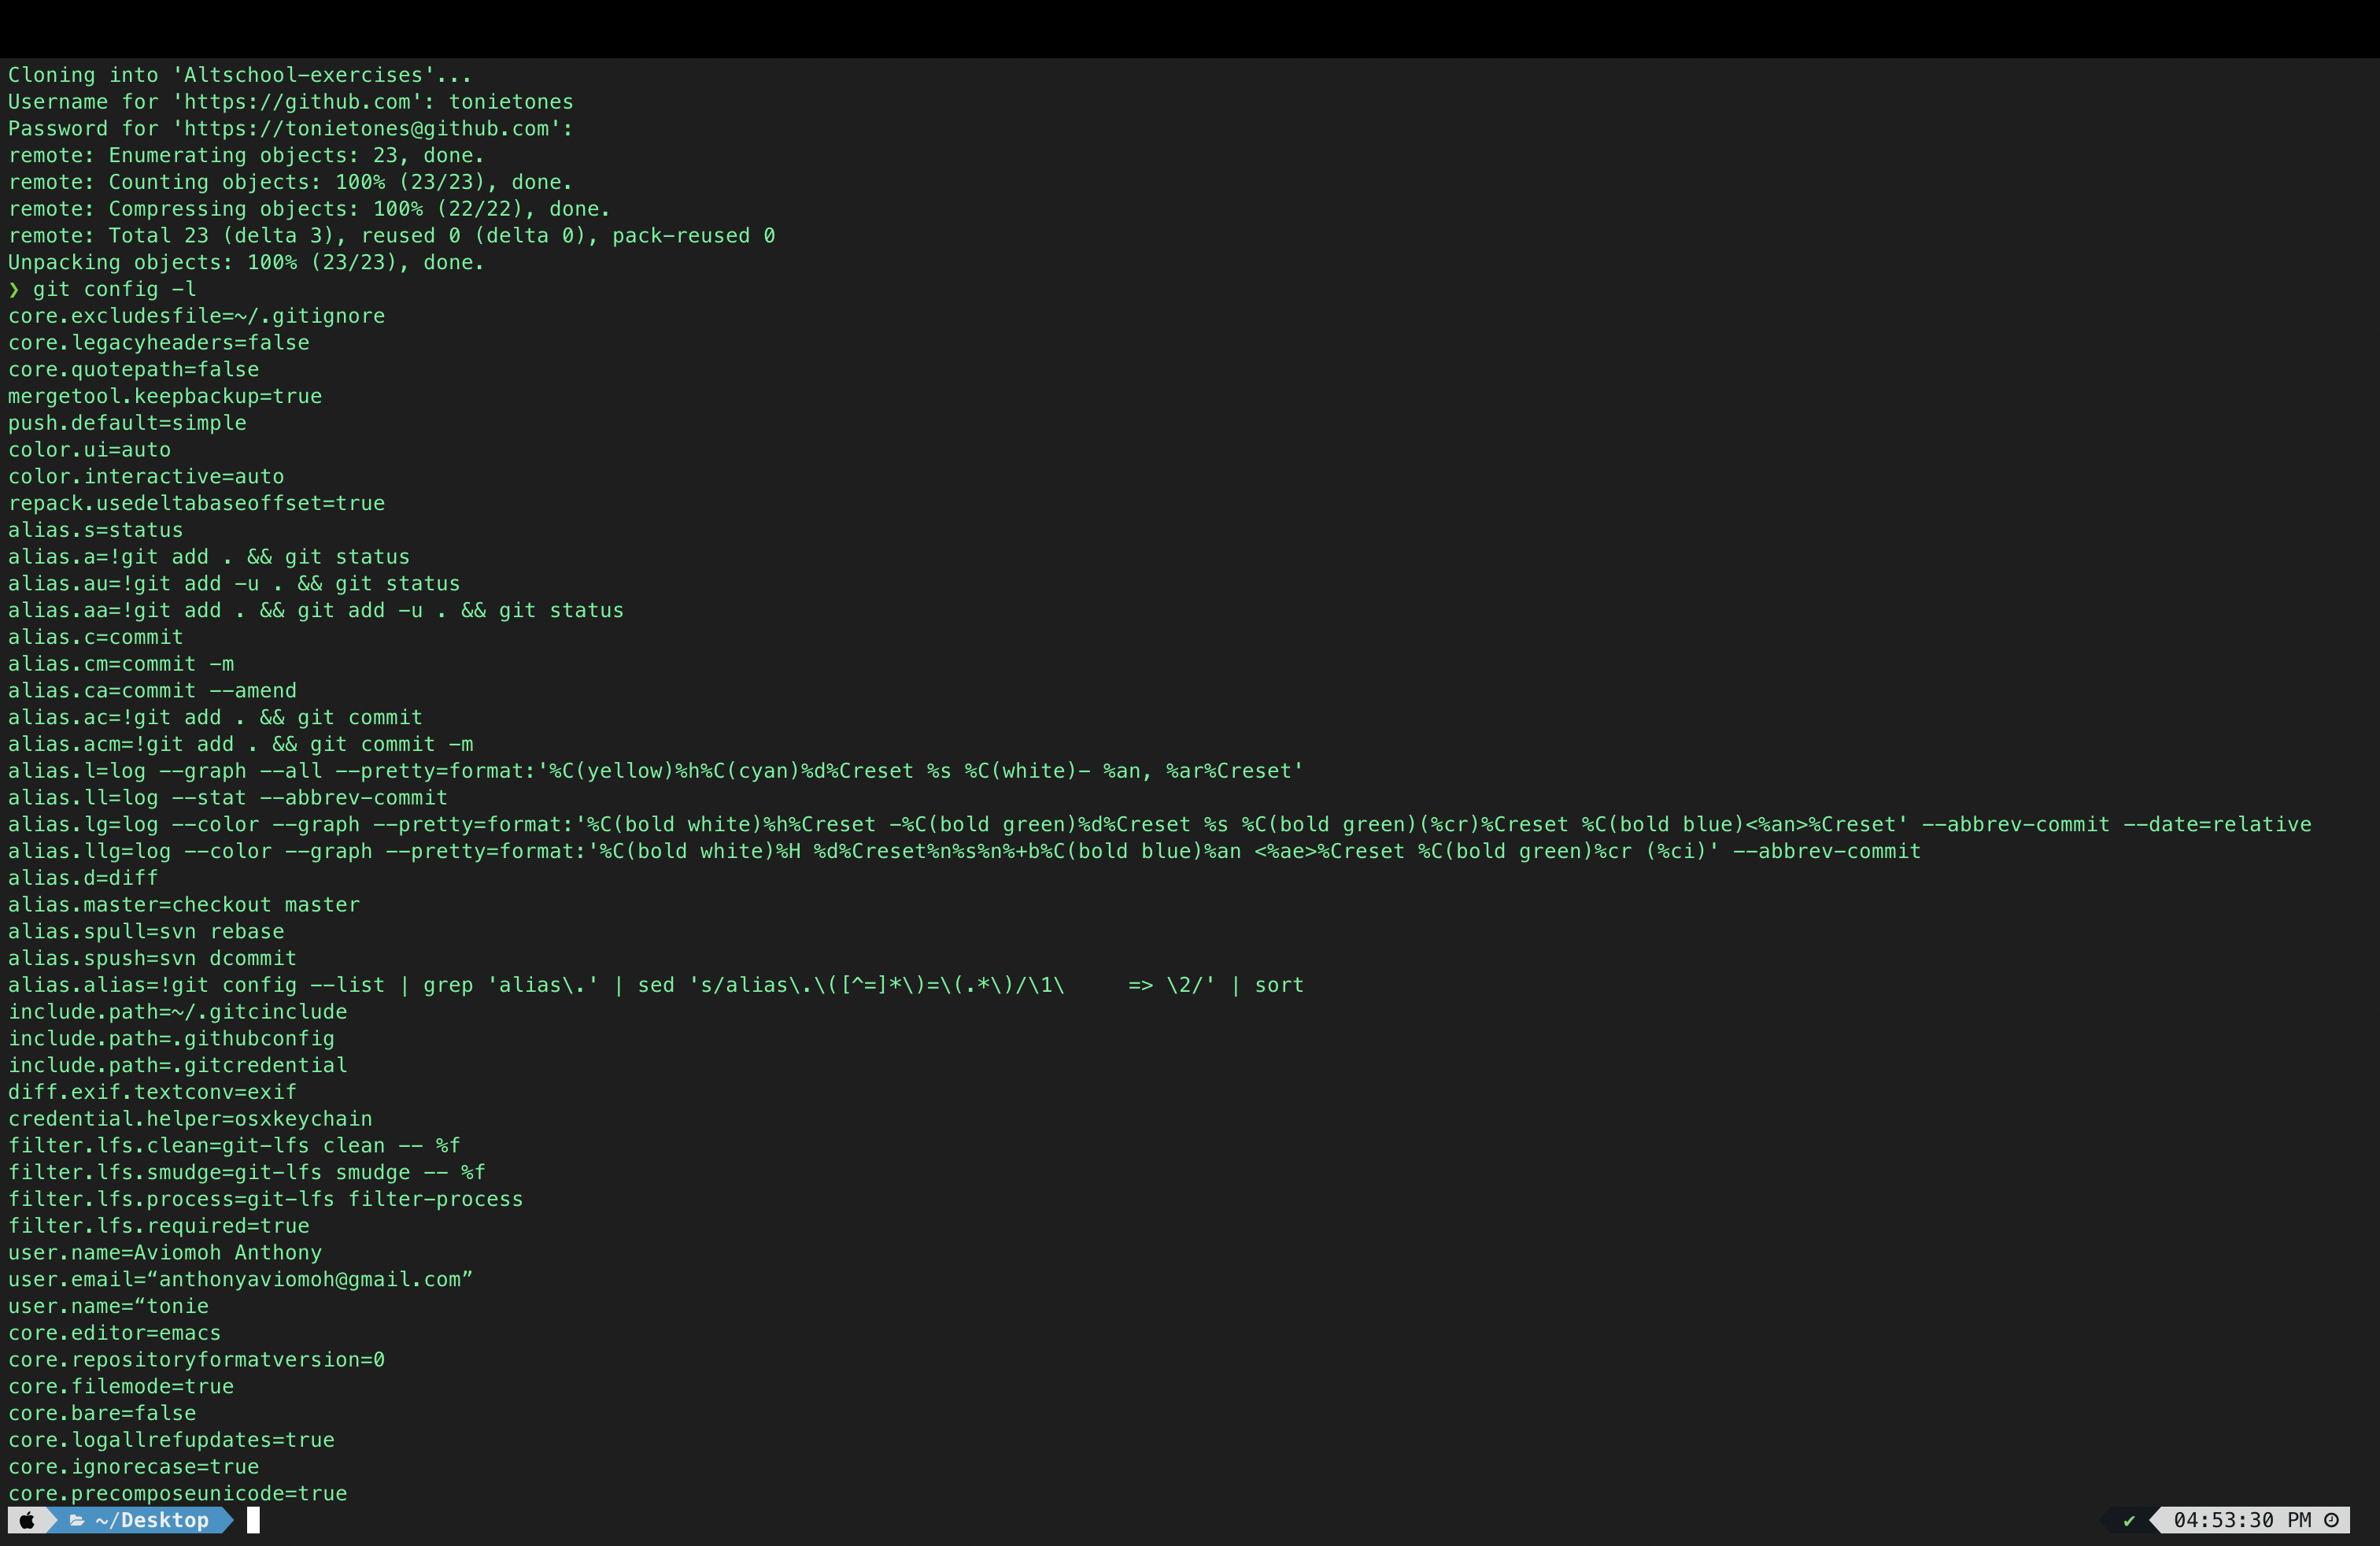 Cloning into 'Altschool-exercises'...
Username for 'https://github.com': tonietones
Password for 'https://tonietones@github.com':
remote: Enumerating objects: 23, done.
remote: Counting objects: 100% (23/23), done.
remote: Compressing objects: 100% (22/22), done.
remote: Total 23 (delta 3), reused 0 (delta 0), pack-reused 0
Unpacking objects: 100% (23/23), done.
❯ git config -l
core.excludesfile=~/.gitignore
core.legacyheaders=false
core.quotepath=false
mergetool.keepbackup=true
push.default=simple
color.ui=auto
color.interactive=auto
repack.usedeltabaseoffset=true
alias.s=status
alias.a=!git add . && git status
alias.au=!git add -u . && git status
alias.aa=!git add . && git add -u . && git status
alias.c=commit
alias.cm=commit -m
alias.ca=commit --amend
alias.ac=!git add . && git commit
alias.acm=!git add . && git commit -m
alias.l=log --graph --all --pretty=format:'%C(yellow)%h%C(cyan)%d%Creset %s %C(white)- %an, %ar%Creset'
alias.ll=log --stat --abbrev-commit
alias.lg=log --color --graph --pretty=format:'%C(bold white)%h%Creset -%C(bold green)%d%Creset %s %C(bold green)(%cr)%Creset %C(bold blue)<%an>%Creset' --abbrev-commit --date=relative
alias.llg=log --color --graph --pretty=format:'%C(bold white)%H %d%Creset%n%s%n%+b%C(bold blue)%an <%ae>%Creset %C(bold green)%cr (%ci)' --abbrev-commit
alias.d=diff
alias.master=checkout master
alias.spull=svn rebase
alias.spush=svn dcommit
alias.alias=!git config --list | grep 'alias\.' | sed 's/alias\.\([^=]*\)=\(.*\)/\1\     => \2/' | sort
include.path=~/.gitcinclude
include.path=.githubconfig
include.path=.gitcredential
diff.exif.textconv=exif
credential.helper=osxkeychain
filter.lfs.clean=git-lfs clean -- %f
filter.lfs.smudge=git-lfs smudge -- %f
filter.lfs.process=git-lfs filter-process
filter.lfs.required=true
user.name=Aviomoh Anthony
user.email=“anthonyaviomoh@gmail.com”
user.name=“tonie
core.editor=emacs
core.repositoryformatversion=0
core.filemode=true
core.bare=false
core.logallrefupdates=true
core.ignorecase=true
core.precomposeunicode=true
~/Desktop ✔ 04:53:30 PM